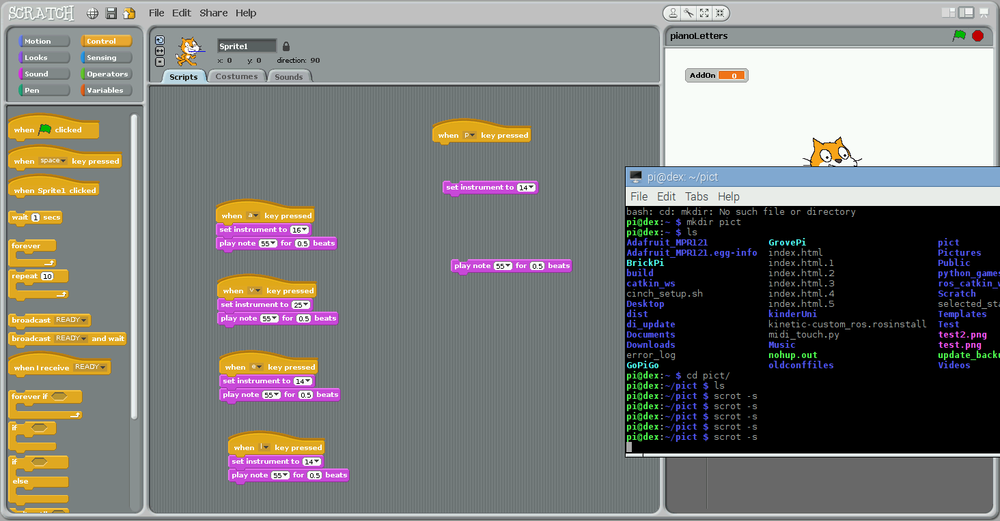 SCRATCH File Edit Share Help
Motion Control
Looks Sensing
Sound Operators
Pen Variables
when clicked
when space key pressed
when Sprite1 clicked
wait 1 secs
forever
repeat 10
broadcast READY
broadcast READY and wait
when I receive READY
forever if
if
if
else
Sprite1
x: 0 y: 0 direction: 90
Scripts Costumes Sounds
when p key pressed
set instrument to 14
play note 55 for 0.5 beats
when a key pressed
set instrument to 16
play note 55 for 0.5 beats
when v key pressed
set instrument to 25
play note 55 for 0.5 beats
when e key pressed
set instrument to 14
play note 55 for 0.5 beats
when l key pressed
set instrument to 14
play note 55 for 0.5 beats
pianoLetters
AddOn 0
pi@dex: ~/pict
File Edit Tabs Help
bash: cd: mkdir: No such file or directory
pi@dex:~ $ mkdir pict
pi@dex:~ $ ls
Adafruit_MPR121 GrovePi pict
Adafruit_MPR121.egg-info index.html Pictures
BrickPi index.html.1 Public
build index.html.2 python_games
catkin_ws index.html.3 ros_catkin_w
cinch_setup.sh index.html.4 Scratch
Desktop index.html.5 selected_sta
dist kinderUni Templates
di_update kinetic-custom_ros.rosinstall Test
Documents midi_touch.py test2.png
Downloads Music test.png
error_log nohup.out update_backu
GoPiGo oldconffiles Videos
pi@dex:~ $ cd pict/
pi@dex:~/pict $ ls
pi@dex:~/pict $ scrot -s
pi@dex:~/pict $ scrot -s
pi@dex:~/pict $ scrot -s
pi@dex:~/pict $ scrot -s
pi@dex:~/pict $ scrot -s